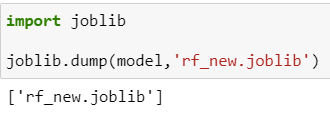 import joblib
joblib.dump(model,'rf_new.joblib')
['rf_new.joblib']